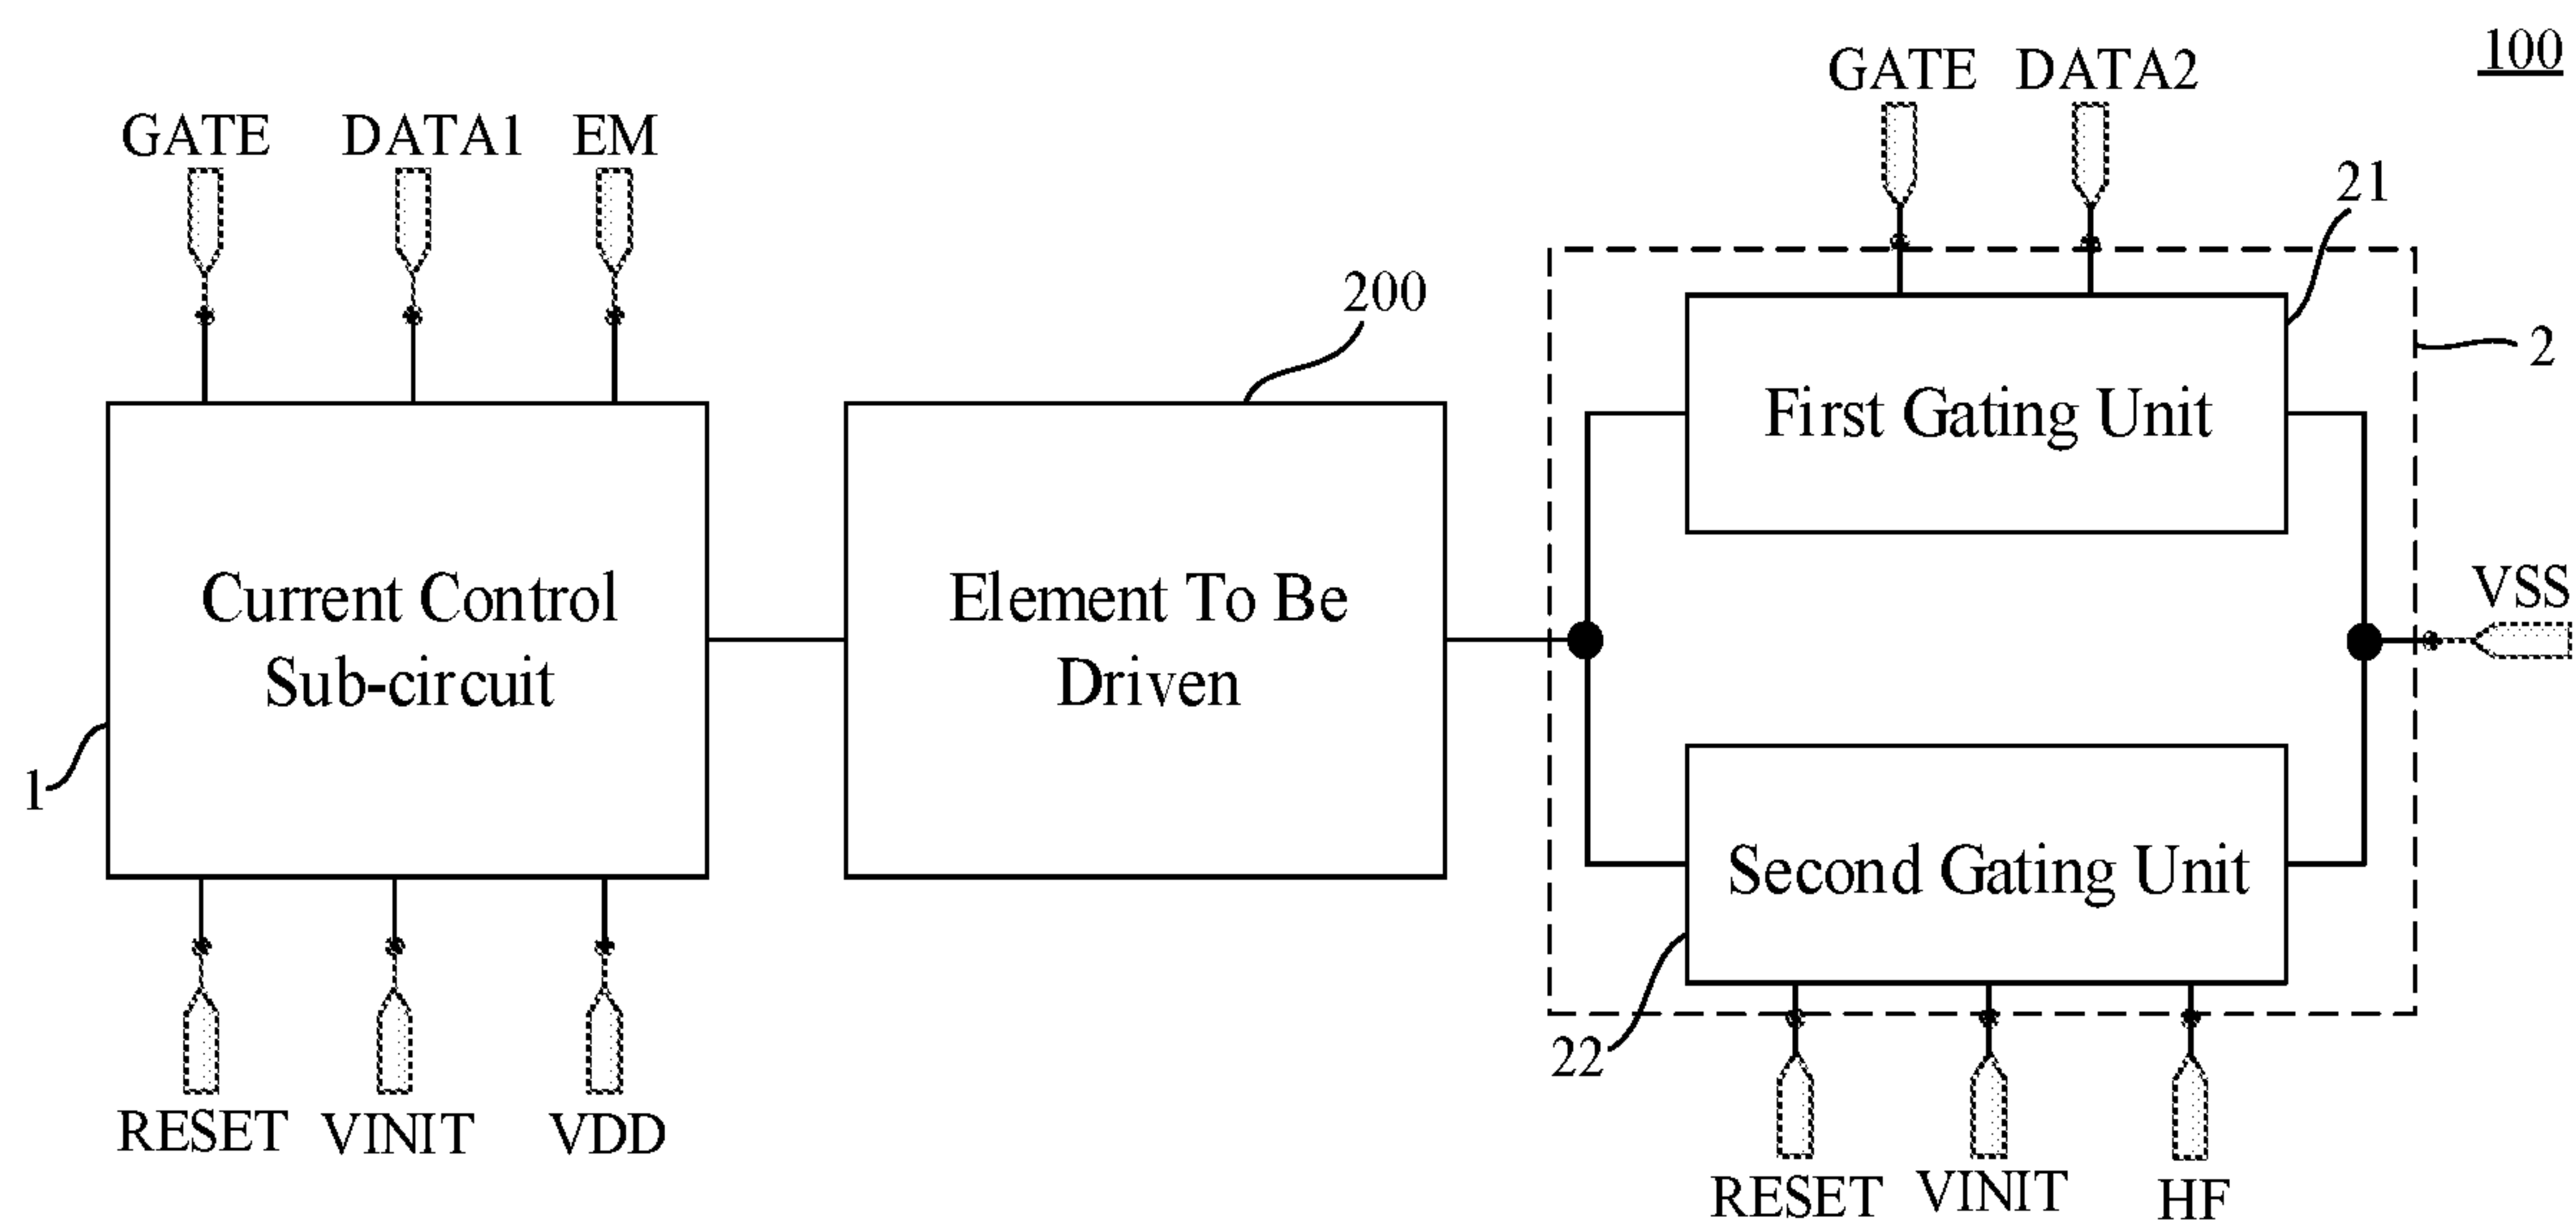 100
GATE DATA2
GATE DATA1 EM
21
200
2
First Gating Unit
VSS
Current Control
Sub-circuit
Element To Be
Driven
1
Second Gating Unit
22
RESET VINIT VDD
RESET VINIT HF